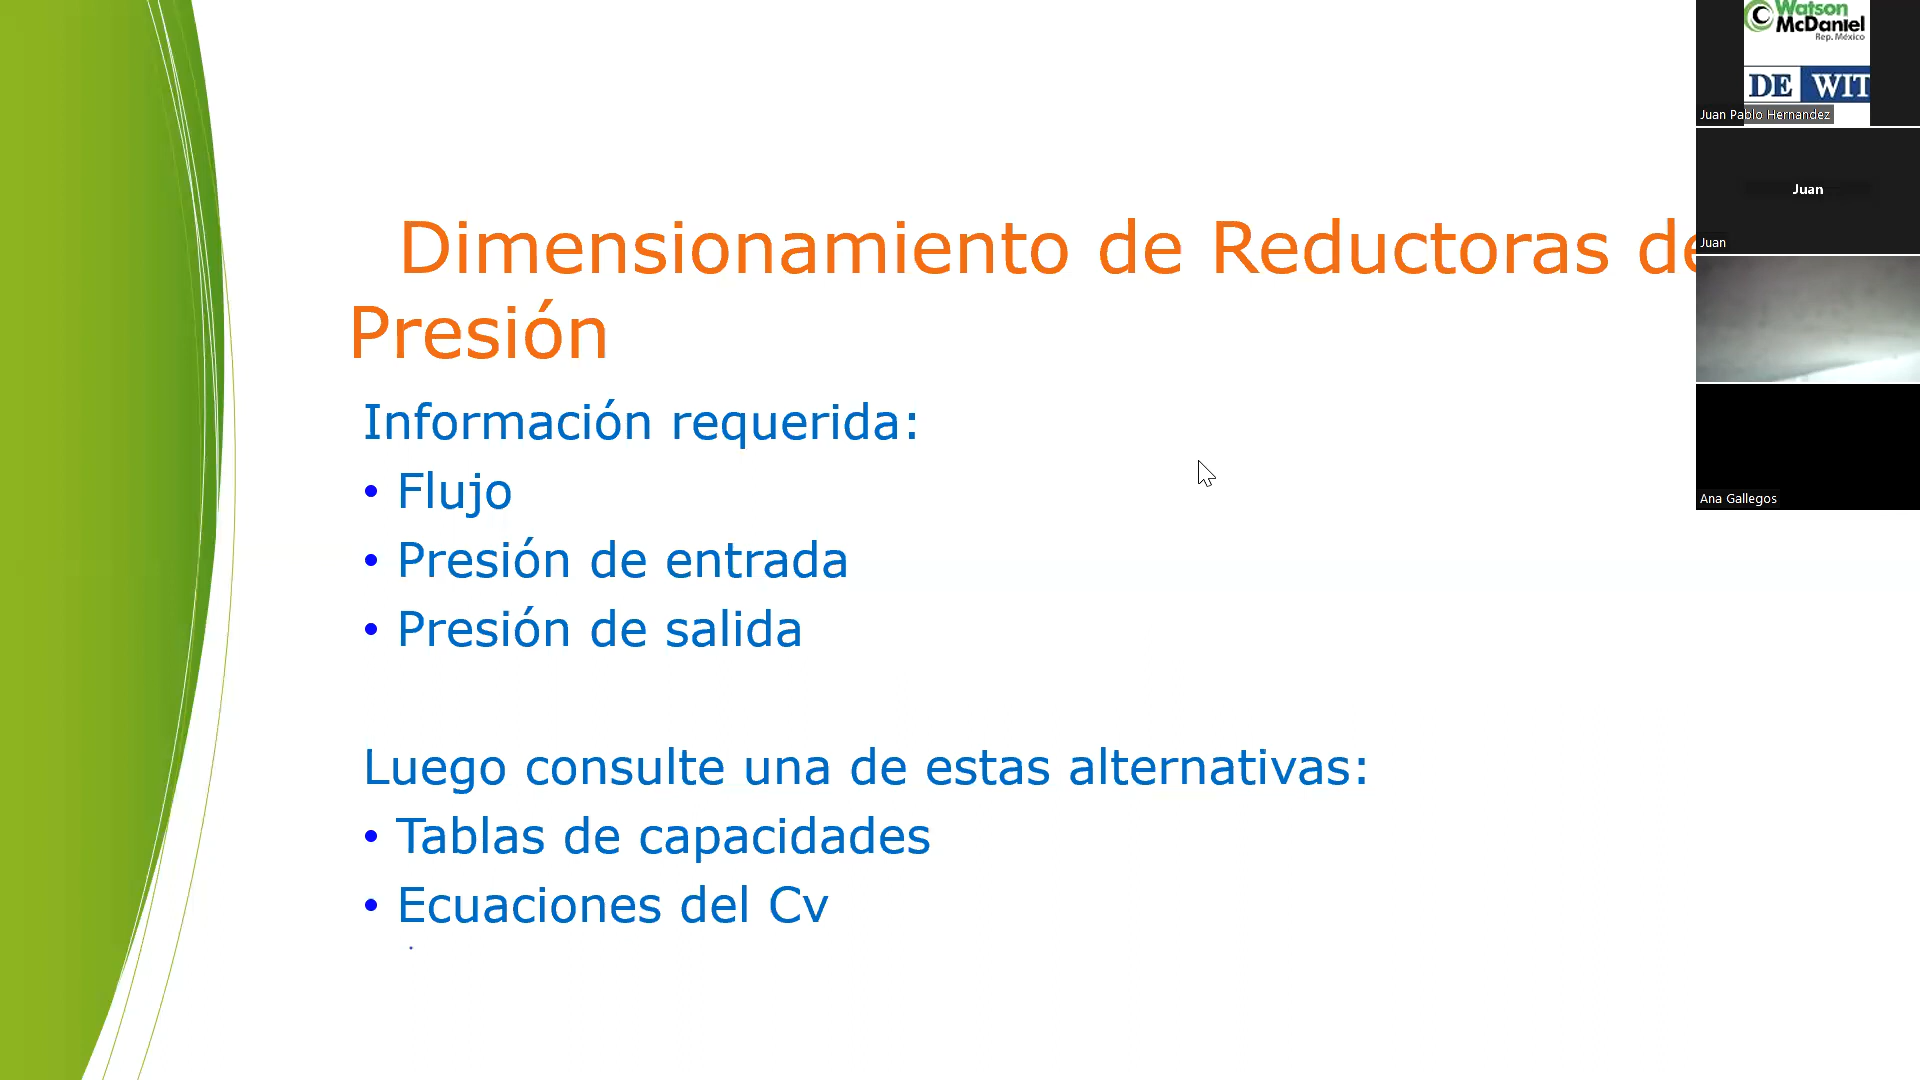 Dimensionamiento de Reductoras de
Presión
Información requerida:
• Flujo
• Presión de entrada
• Presión de salida
Luego consulte una de estas alternativas:
• Tablas de capacidades
• Ecuaciones del Cv
Watson
McDaniel
Rep. México
DE WIT
Juan Pablo Hernandez
Juan
Juan
Ana Gallegos